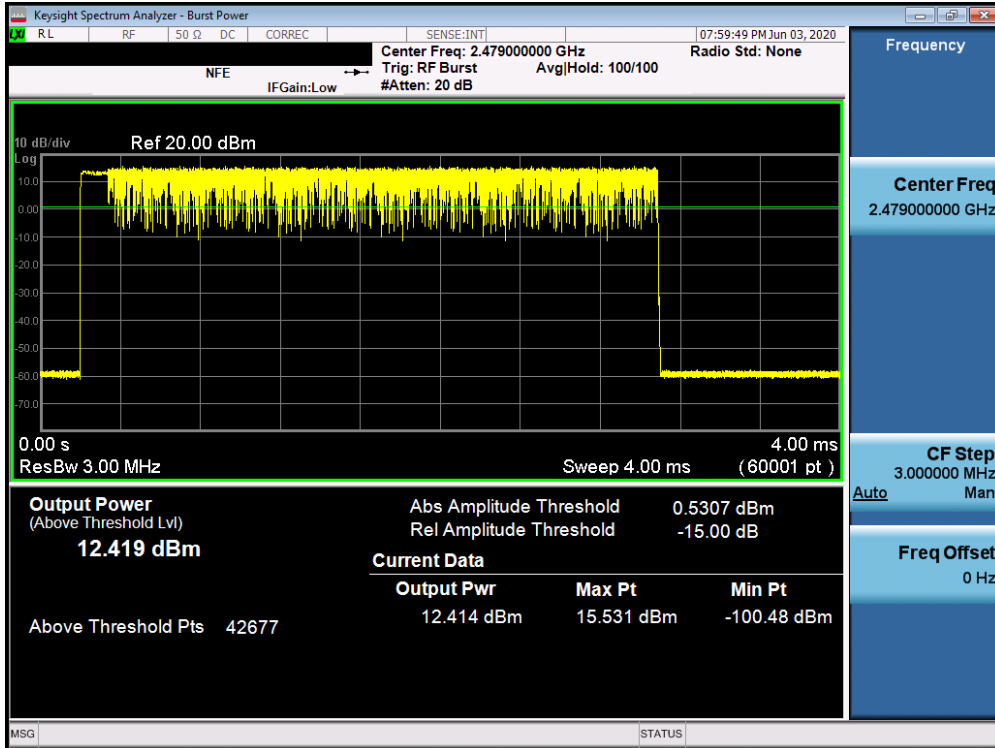 Keysight Spectrum Analyzer - Burst Power
LXI RL RF 50 Ω DC CORREC SENSE:INT 07:59:49 PM Jun 03, 2020
Center Freq: 2.479000000 GHz Radio Std: None
NFE Trig: RF Burst Avg|Hold: 100/100
IFGain:Low #Atten: 20 dB
10 dB/div Ref 20.00 dBm
Log
10.0
0.00
-10.0
-20.0
-30.0
-40.0
-50.0
-60.0
-70.0
0.00 s 4.00 ms
ResBw 3.00 MHz Sweep 4.00 ms (60001 pt )
Output Power
(Above Threshold Lvl)
12.419 dBm
Above Threshold Pts 42677
Abs Amplitude Threshold 0.5307 dBm
Rel Amplitude Threshold -15.00 dB
Current Data
Output Pwr Max Pt Min Pt
12.414 dBm 15.531 dBm -100.48 dBm
MSG STATUS
Frequency
Center Freq
2.479000000 GHz
CF Step
3.000000 MHz
Auto Man
Freq Offset
0 Hz